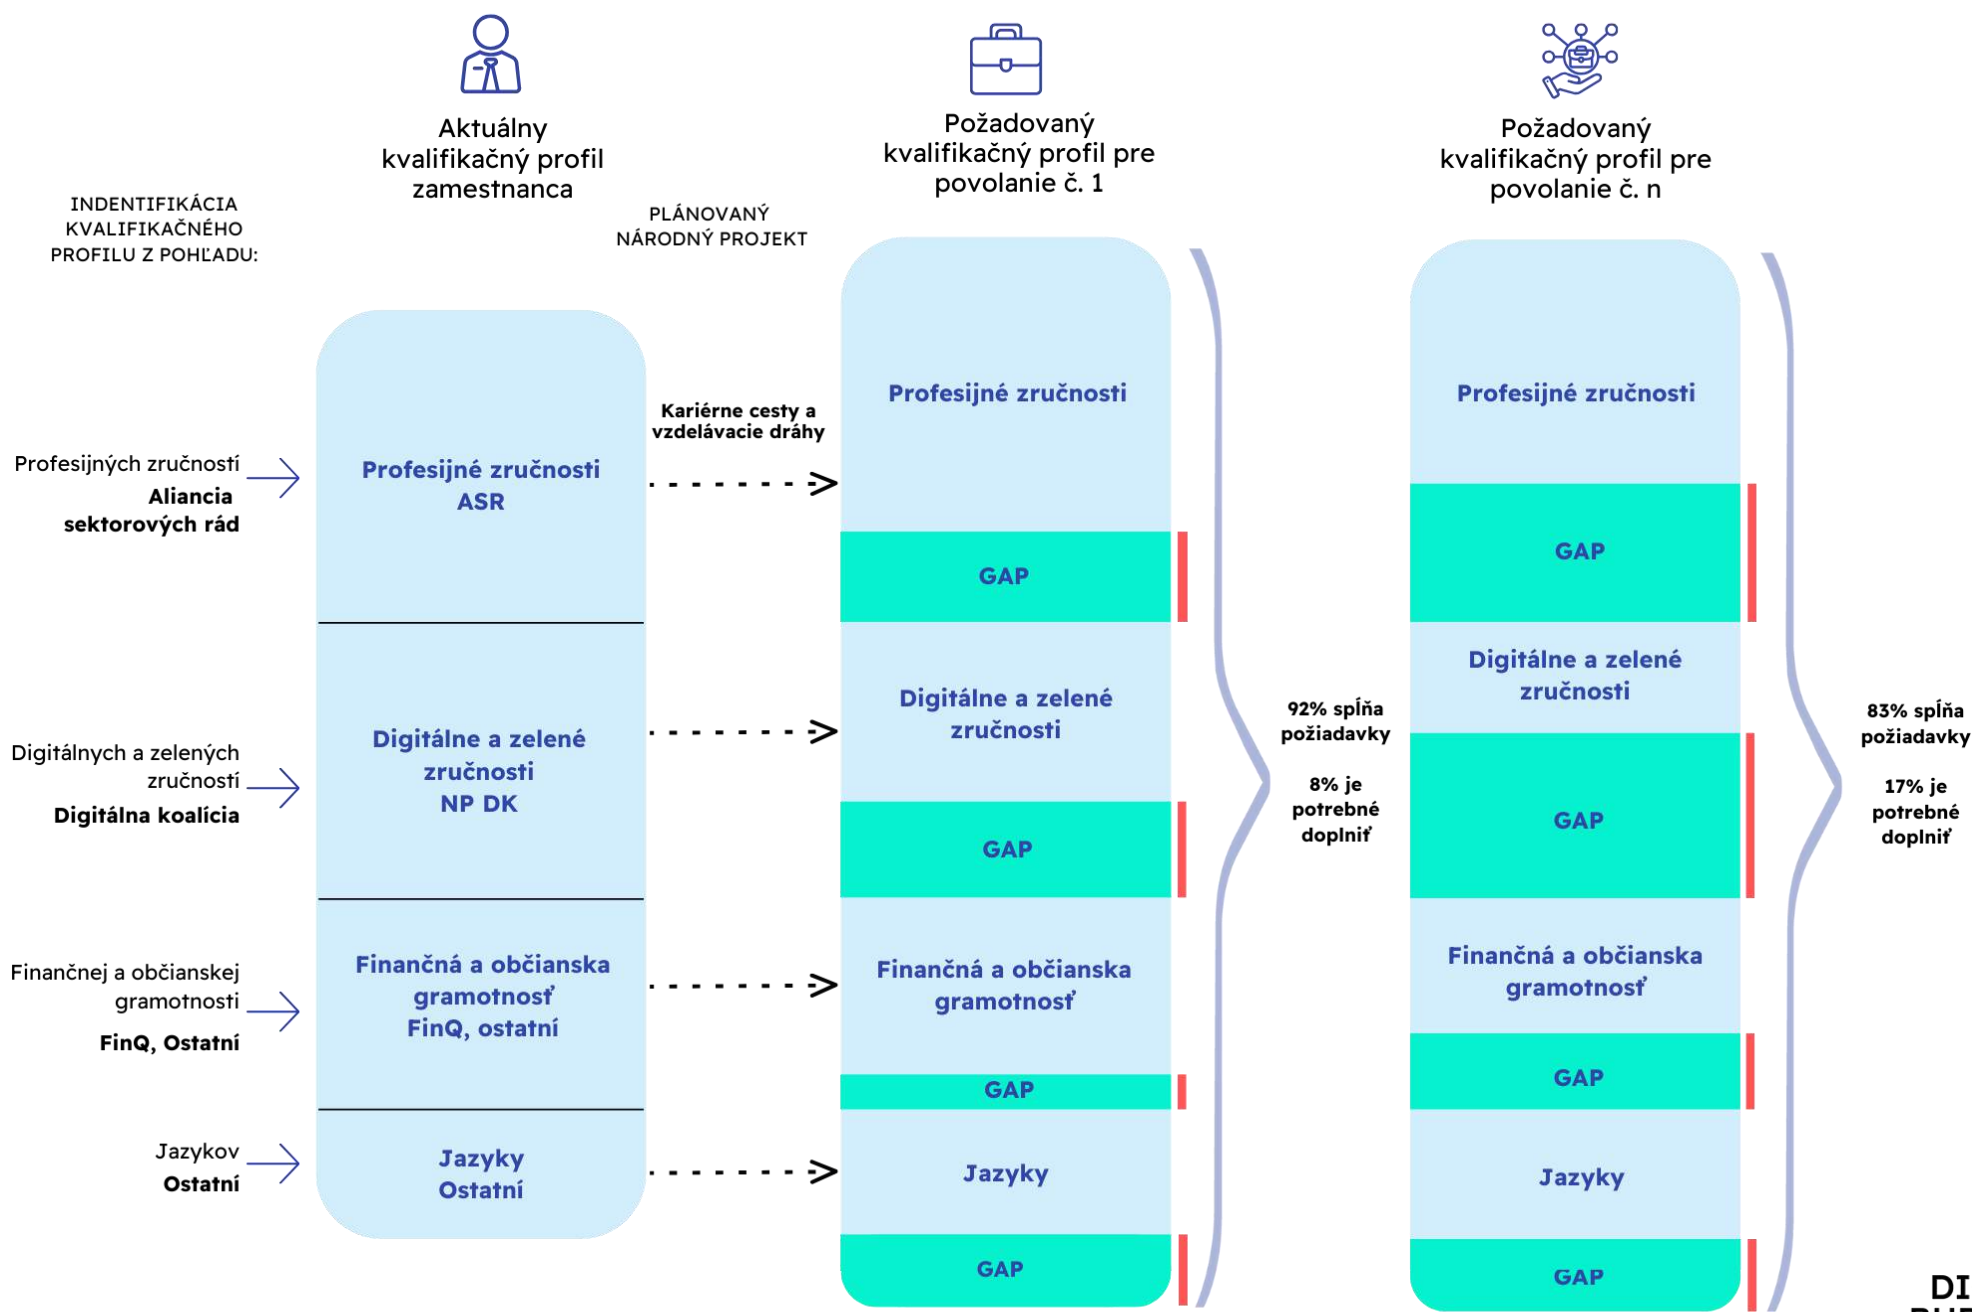 Aktuálny
kvalifikačný profil
zamestnanca
Požadovaný
kvalifikačný profil pre
povolanie č. 1
Požadovaný
kvalifikačný profil pre
povolanie č. n
INDENTIFIKÁCIA
KVALIFIKAČNÉHO
PROFILU Z POHĽADU:
PLÁNOVANÝ
NÁRODNÝ PROJEKT
Profesijných zručností
Aliancia
sektorových rád
Digitálnych a zelených
zručností
Digitálna koalícia
Finančnej a občianskej
gramotnosti
FinQ, Ostatní
Jazykov
Ostatní
Profesijné zručnosti
ASR
Digitálne a zelené
zručnosti
NP DK
Finančná a občianska
gramotnosť
FinQ, ostatní
Jazyky
Ostatní
Kariérne cesty a
vzdelávacie dráhy
Profesijné zručnosti
GAP
Digitálne a zelené
zručnosti
GAP
Finančná a občianska
gramotnosť
GAP
Jazyky
GAP
92% spĺňa
požiadavky
8% je
potrebné
doplniť
Profesijné zručnosti
GAP
Digitálne a zelené
zručnosti
GAP
Finančná a občianska
gramotnosť
GAP
Jazyky
GAP
83% spĺňa
požiadavky
17% je
potrebné
doplniť
DI